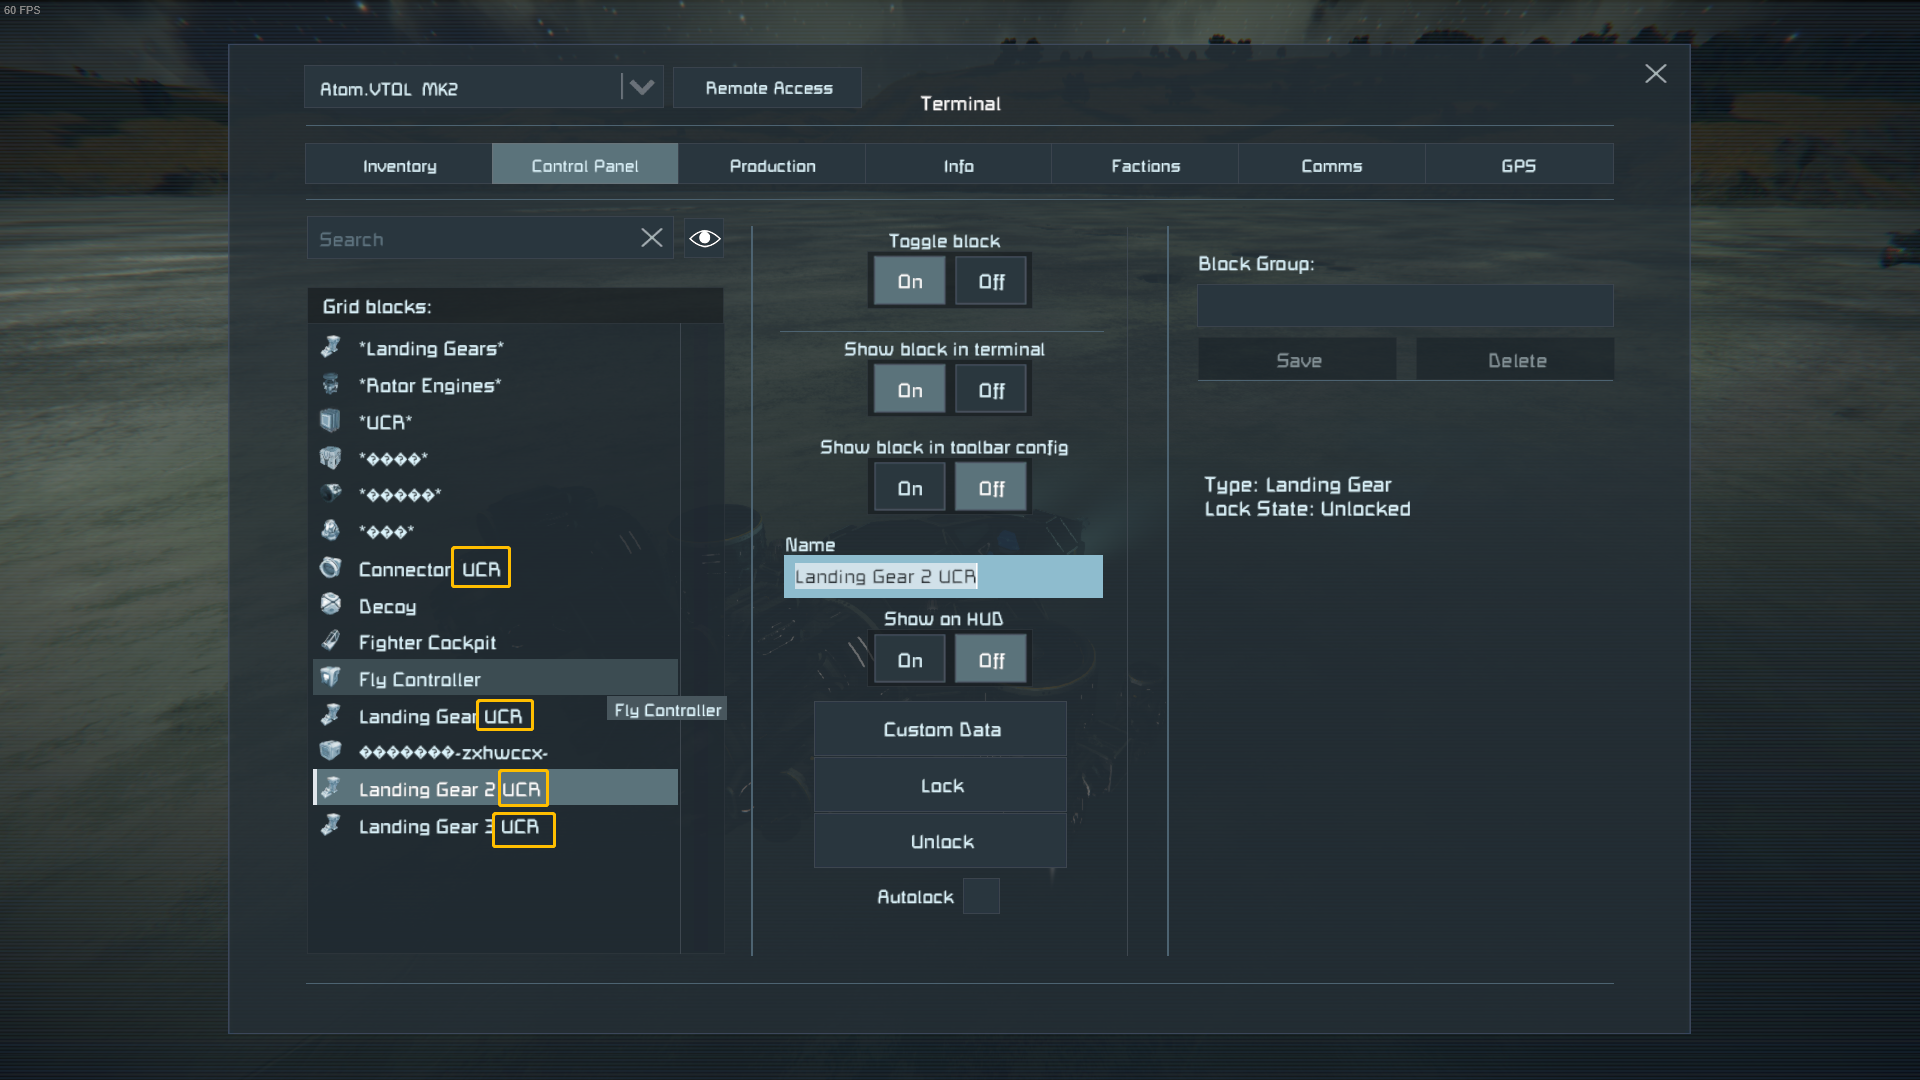 60 FPS
Atom.VTOL MK2
Remote Access
Terminal
Inventory
Control Panel
Production
Info
Factions
Comms
GPS
Search
Grid blocks:
*Landing Gears*
*Rotor Engines*
*UCR*
*����*
*�����*
*���*
Connector UCR
Decoy
Fighter Cockpit
Fly Controller
Landing Gear UCR
Fly Controller
�������-zxhwccx-
Landing Gear 2 UCR
Landing Gear 3 UCR
Toggle block
On Off
Show block in terminal
On Off
Show block in toolbar config
On Off
Name
Landing Gear 2 UCR
Show on HUD
On Off
Custom Data
Lock
Unlock
Autolock
Block Group:
Save
Delete
Type: Landing Gear
Lock State: Unlocked